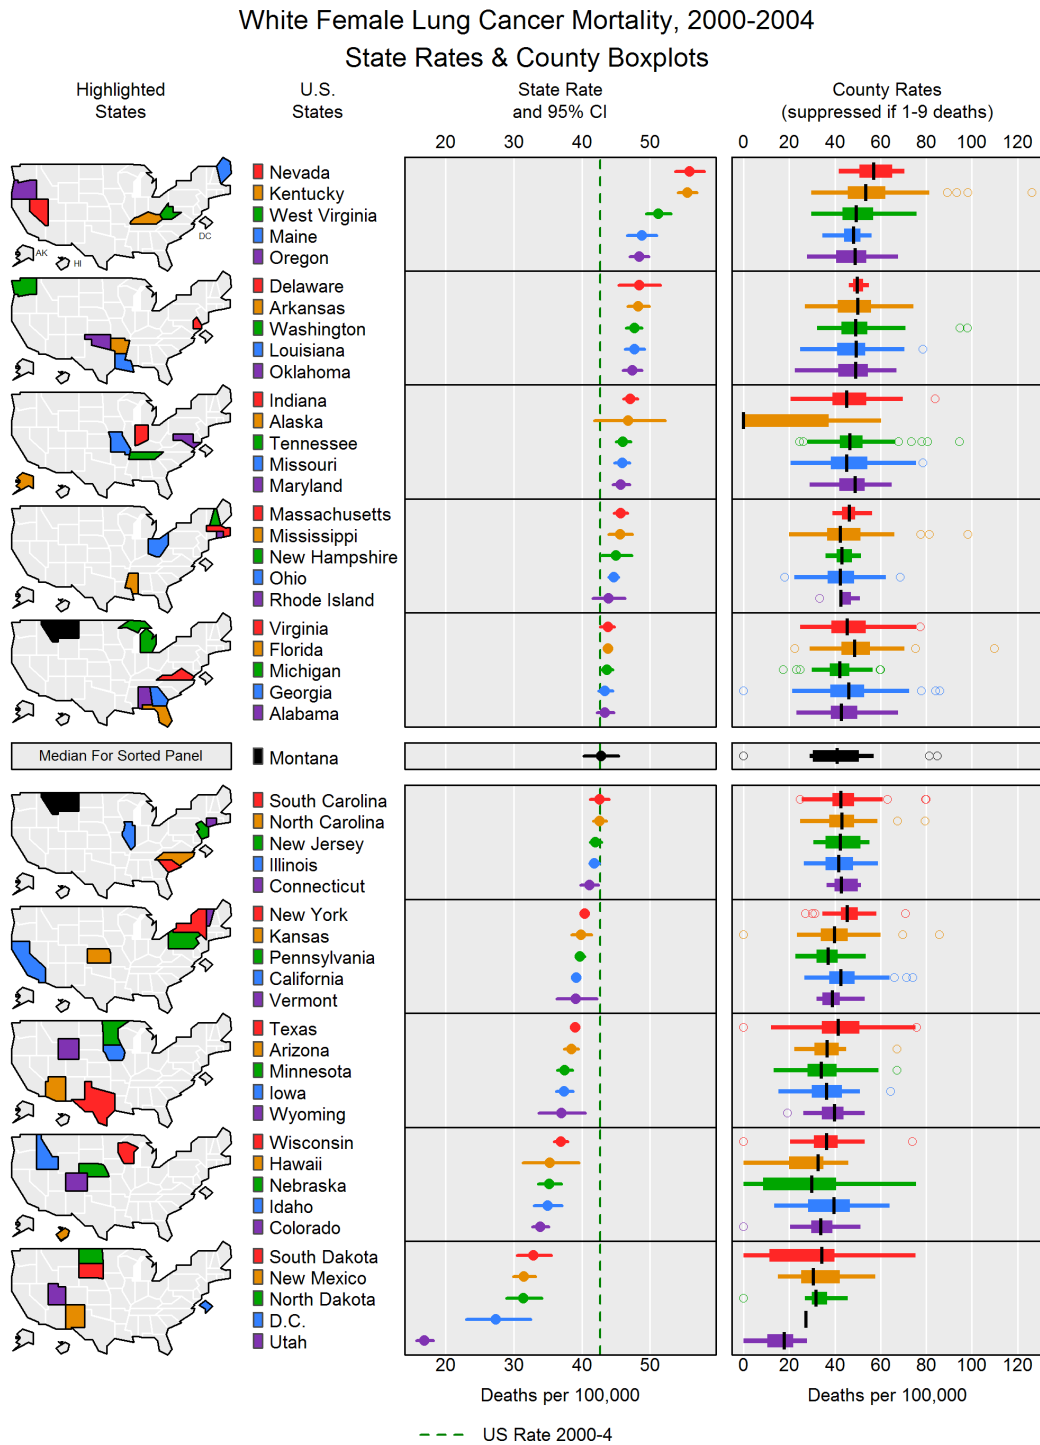 White Female Lung Cancer Mortality, 2000-2004
State Rates & County Boxplots
Highlighted
States
U.S.
States
State Rate
and 95% CI
County Rates
(suppressed if 1-9 deaths)
20 30 40 50
0 20 40 60 80 100 120
Nevada
Kentucky
West Virginia
Maine
Oregon
DC
AK
HI
Delaware
Arkansas
Washington
Louisiana
Oklahoma
Indiana
Alaska
Tennessee
Missouri
Maryland
Massachusetts
Mississippi
New Hampshire
Ohio
Rhode Island
Virginia
Florida
Michigan
Georgia
Alabama
Median For Sorted Panel
Montana
South Carolina
North Carolina
New Jersey
Illinois
Connecticut
New York
Kansas
Pennsylvania
California
Vermont
Texas
Arizona
Minnesota
Iowa
Wyoming
Wisconsin
Hawaii
Nebraska
Idaho
Colorado
South Dakota
New Mexico
North Dakota
D.C.
Utah
20 30 40 50
0 20 40 60 80 100 120
Deaths per 100,000
Deaths per 100,000
US Rate 2000-4